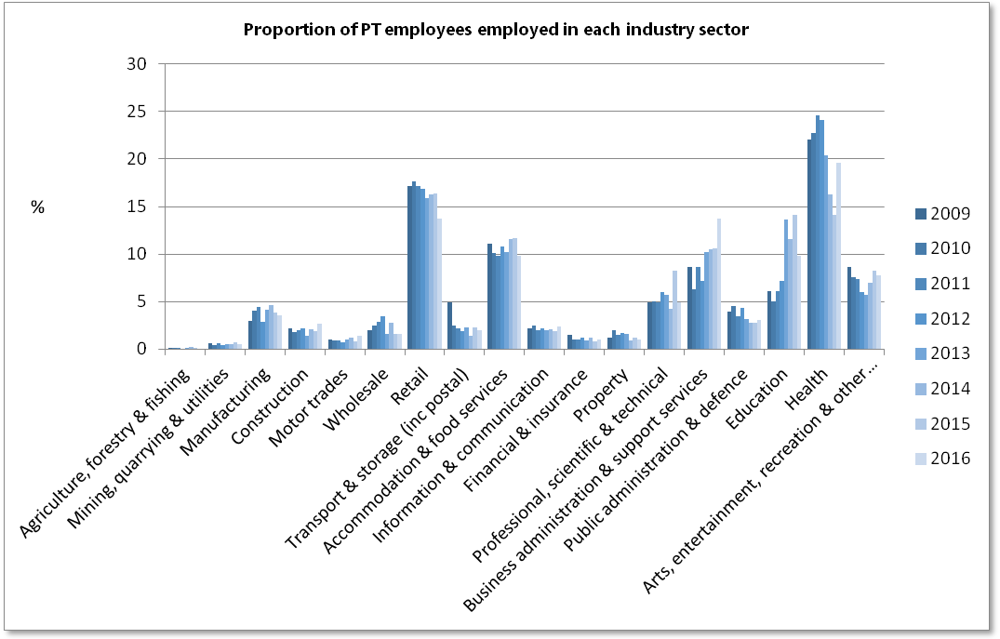 Proportion of PT employees employed in each industry sector
30
25
20
15
10
5
0
%
Agriculture, forestry & fishing
Mining, quarrying & utilities
Manufacturing
Construction
Motor trades
Wholesale
Retail
Transport & storage (inc postal)
Accommodation & food services
Information & communication
Financial & insurance
Property
Professional, scientific & technical
Business administration & support services
Public administration & defence
Education
Health
Arts, entertainment, recreation & other...
2009
2010
2011
2012
2013
2014
2015
2016